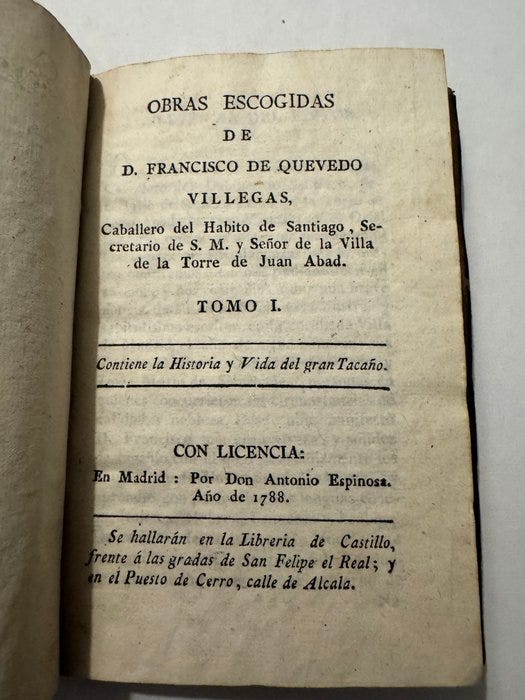 OBRAS ESCOGIDAS
DE
D. FRANCISCO DE QUEVEDO
VILLEGAS,
Caballero del Habito de Santiago, Se-
cretario de S. M. y Señor de la Villa
de la Torre de Juan Abad.
TOMO I.
Contiene la Historia y Vida del gran Tacaño.
CON LICENCIA:
En Madrid: Por Don Antonio Espinosa.
Año de 1788.
Se hallarán en la Libreria de Castillo,
frente á las gradas de San Felipe el Real; y
en el Puesto de Cerro, calle de Alcala.